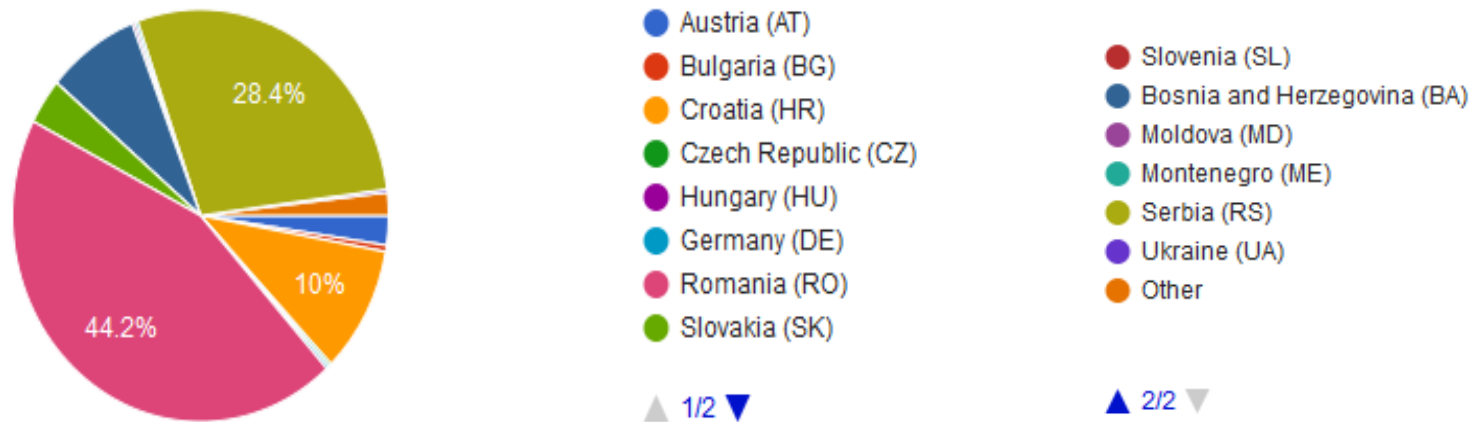 28.4%
10%
44.2%
Austria (AT)
Bulgaria (BG)
Croatia (HR)
Czech Republic (CZ)
Hungary (HU)
Germany (DE)
Romania (RO)
Slovakia (SK)
1/2
Slovenia (SL)
Bosnia and Herzegovina (BA)
Moldova (MD)
Montenegro (ME)
Serbia (RS)
Ukraine (UA)
Other
2/2